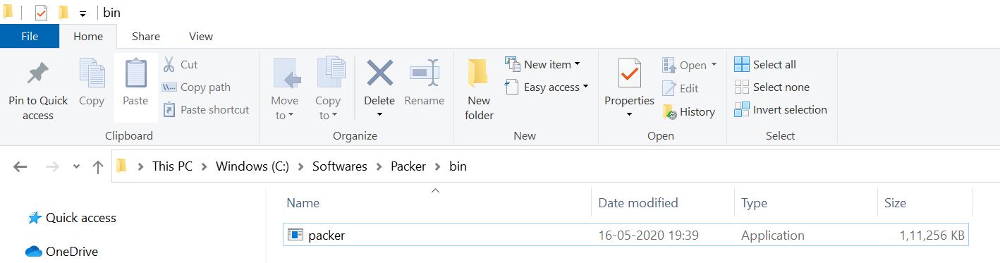 bin
File Home Share View
Pin to Quick access
Copy
Paste
Cut
Copy path
Paste shortcut
Clipboard
Move to
Copy to
Delete
Rename
Organize
New folder
New item
Easy access
New
Properties
Open
Edit
History
Open
Select all
Select none
Invert selection
Select
This PC Windows (C:) Softwares Packer bin
Name Date modified Type Size
Quick access
packer 16-05-2020 19:39 Application 1,11,256 KB
OneDrive